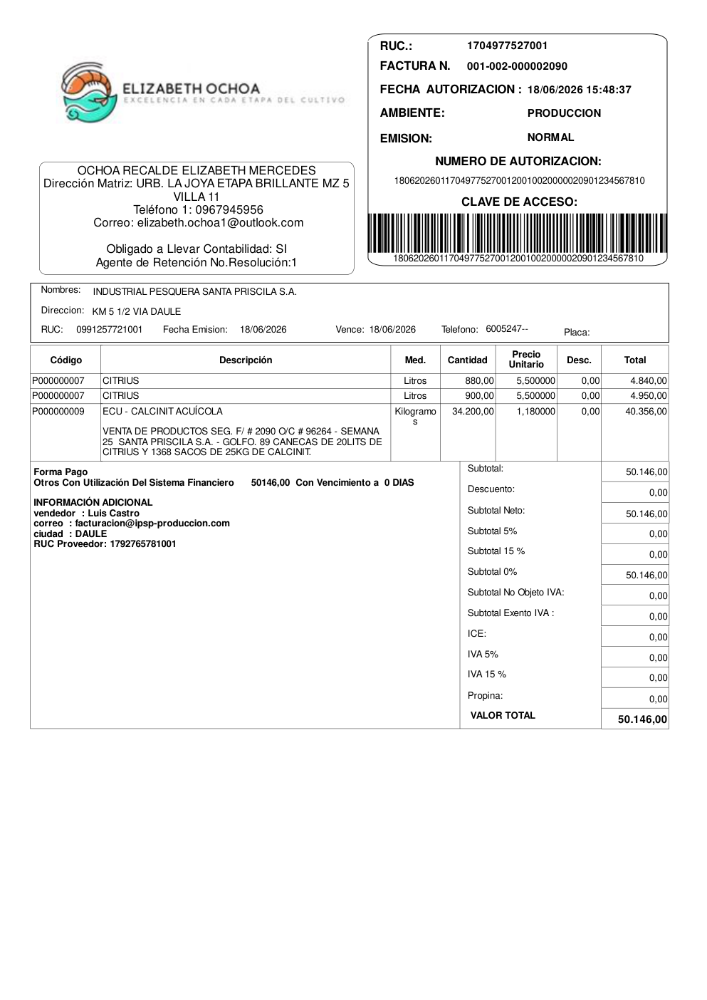 ELIZABETH OCHOA
EXCELENCIA EN CADA ETAPA DEL CULTIVO
RUC.: 1704977527001
FACTURA N. 001-002-000002090
FECHA AUTORIZACION : 18/06/2026 15:48:37
AMBIENTE: PRODUCCION
EMISION: NORMAL
NUMERO DE AUTORIZACION:
1806202601170497752700120010020000020901234567810
CLAVE DE ACCESO:
1806202601170497752700120010020000020901234567810
OCHOA RECALDE ELIZABETH MERCEDES
Dirección Matriz: URB. LA JOYA ETAPA BRILLANTE MZ 5
VILLA 11
Teléfono 1: 0967945956
Correo: elizabeth.ochoa1@outlook.com
Obligado a Llevar Contabilidad: SI
Agente de Retención No.Resolución:1
Nombres: INDUSTRIAL PESQUERA SANTA PRISCILA S.A.
Direccion: KM 5 1/2 VIA DAULE
RUC: 0991257721001 Fecha Emision: 18/06/2026 Vence: 18/06/2026 Telefono: 6005247-- Placa:
Código Descripción Med. Cantidad Precio Unitario Desc. Total
P000000007 CITRIUS Litros 880,00 5,500000 0,00 4.840,00
P000000007 CITRIUS Litros 900,00 5,500000 0,00 4.950,00
P000000009 ECU - CALCINIT ACUÍCOLA Kilogramos 34.200,00 1,180000 0,00 40.356,00
VENTA DE PRODUCTOS SEG. F/ # 2090 O/C # 96264 - SEMANA
25 SANTA PRISCILA S.A. - GOLFO. 89 CANECAS DE 20LITS DE
CITRIUS Y 1368 SACOS DE 25KG DE CALCINIT.
Forma Pago
Otros Con Utilización Del Sistema Financiero 50146,00 Con Vencimiento a 0 DIAS
INFORMACIÓN ADICIONAL
vendedor : Luis Castro
correo : facturacion@ipsp-produccion.com
ciudad : DAULE
RUC Proveedor: 1792765781001
Subtotal: 50.146,00
Descuento: 0,00
Subtotal Neto: 50.146,00
Subtotal 5% 0,00
Subtotal 15 % 0,00
Subtotal 0% 50.146,00
Subtotal No Objeto IVA: 0,00
Subtotal Exento IVA : 0,00
ICE: 0,00
IVA 5% 0,00
IVA 15 % 0,00
Propina: 0,00
VALOR TOTAL 50.146,00